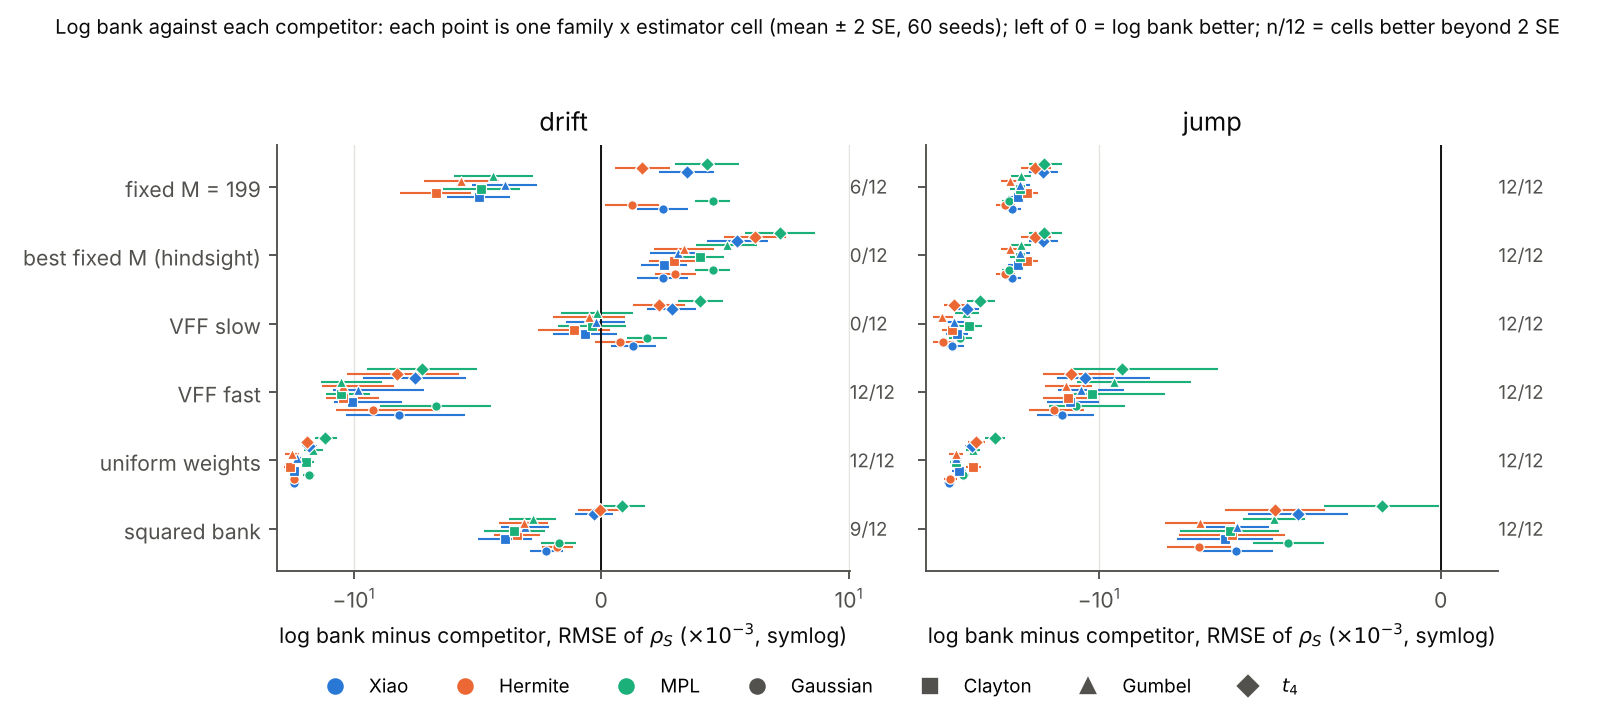 Log bank against each competitor: each point is one family x estimator cell (mean ± 2 SE, 60 seeds); left of 0 = log bank better; n/12 = cells better beyond 2 SE
drift
jump
fixed M = 199
6/12
12/12
best fixed M (hindsight)
0/12
12/12
VFF slow
0/12
12/12
VFF fast
12/12
12/12
uniform weights
12/12
12/12
squared bank
9/12
12/12
−10¹
0
10¹
−10¹
0
log bank minus competitor, RMSE of ρ_S (×10⁻³, symlog)
log bank minus competitor, RMSE of ρ_S (×10⁻³, symlog)
Xiao
Hermite
MPL
Gaussian
Clayton
Gumbel
t₄